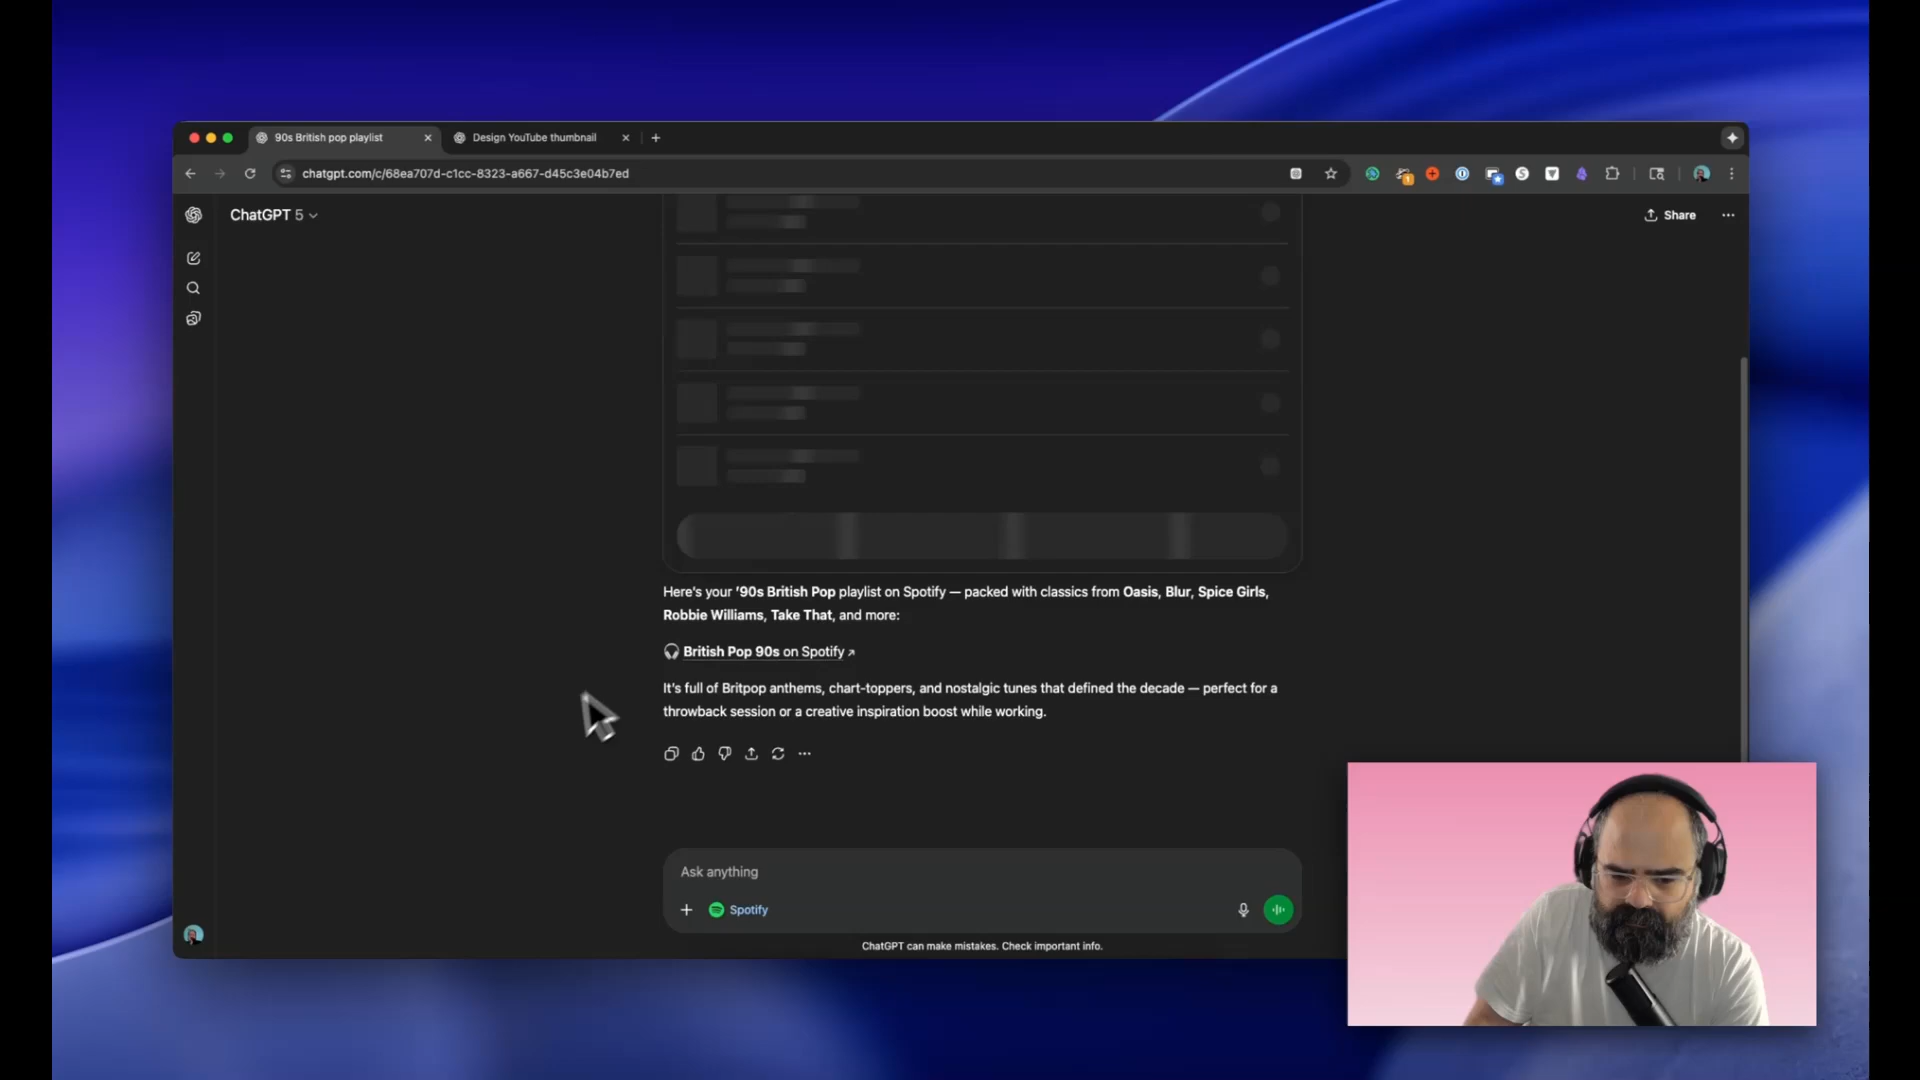 90s British pop playlist
Design YouTube thumbnail
chatgpt.com/c/68ea707d-c1cc-8323-a667-d45c3e04b7ed
ChatGPT 5
Share
Here's your '90s British Pop playlist on Spotify — packed with classics from Oasis, Blur, Spice Girls,
Robbie Williams, Take That, and more:
🎧 British Pop 90s on Spotify ↗
It's full of Britpop anthems, chart-toppers, and nostalgic tunes that defined the decade — perfect for a
throwback session or a creative inspiration boost while working.
Ask anything
Spotify
ChatGPT can make mistakes. Check important info.